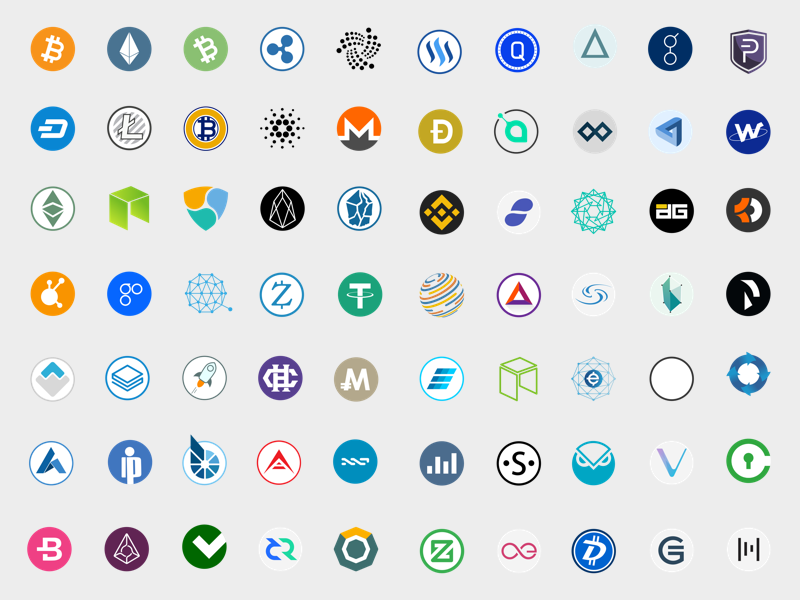 ₿ ₿ Q P
Ł ₿ Đ W
DG
Z T
M e
·S· V
B Z Đ G